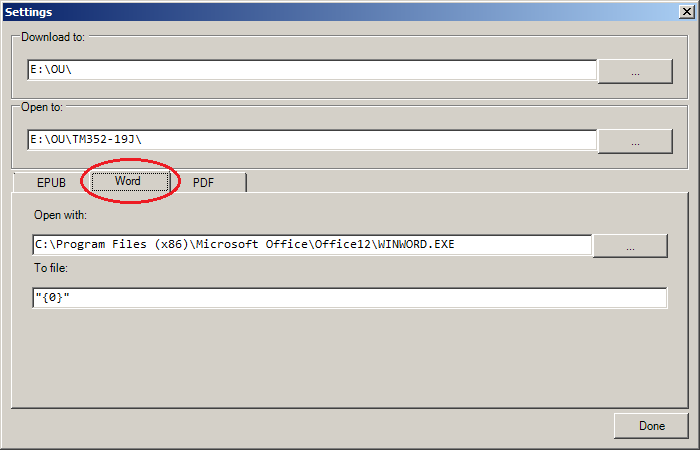 Settings
Download to:
E:\OU\
...
Open to:
E:\OU\TM352-19J\
...
EPUB Word PDF
Open with:
C:\Program Files (x86)\Microsoft Office\Office12\WINWORD.EXE
...
To file:
"{0}"
Done